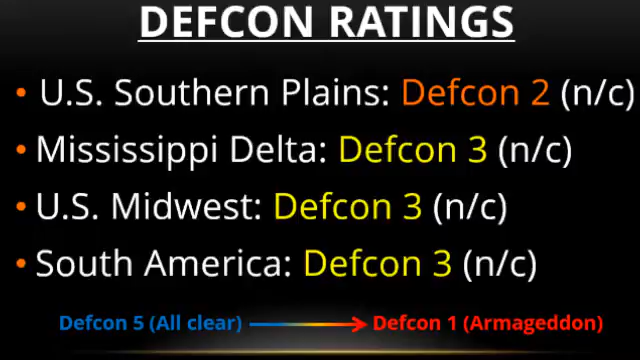 DEFCON RATINGS
• U.S. Southern Plains: Defcon 2 (n/c)
• Mississippi Delta: Defcon 3 (n/c)
• U.S. Midwest: Defcon 3 (n/c)
• South America: Defcon 3 (n/c)
Defcon 5 (All clear) Defcon 1 (Armageddon)